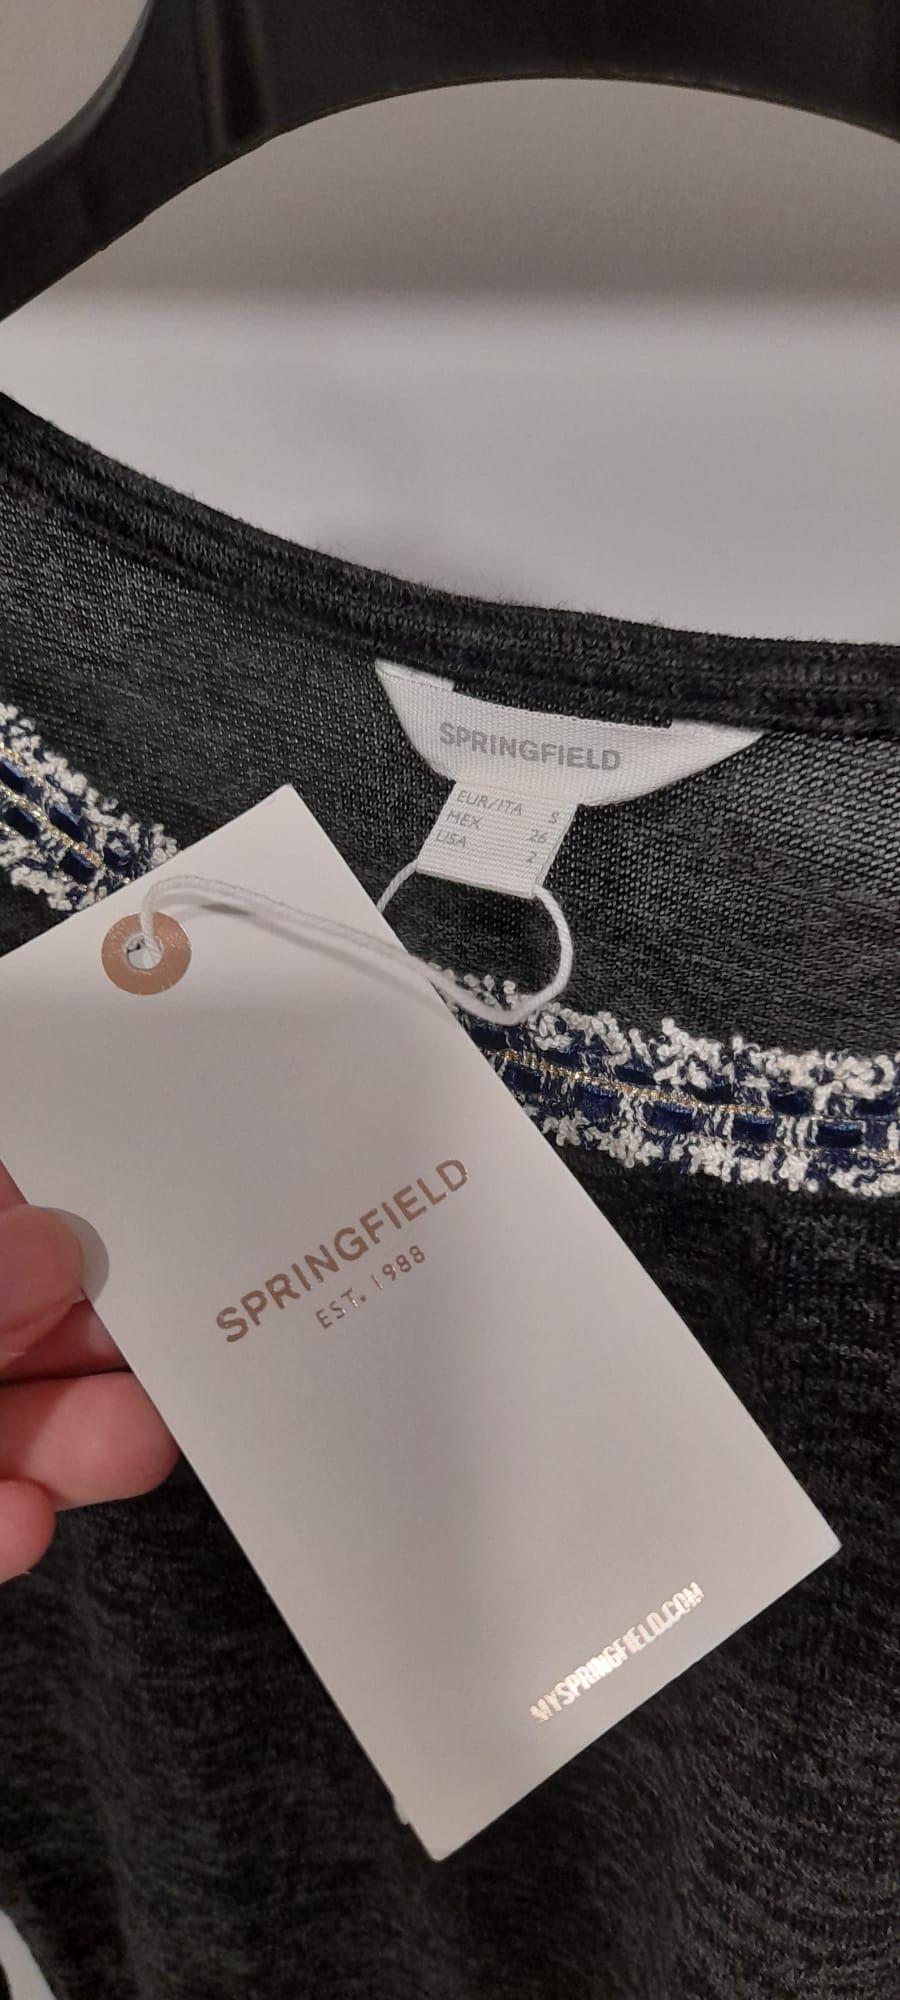 SPRINGFIELD
EUR/ITA S
MEX 26
USA 2
SPRINGFIELD
EST. 1988
MYSPRINGFIELD.COM